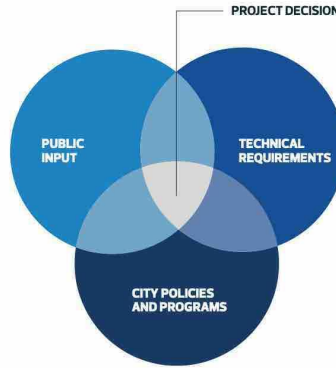 PROJECT DECISION
PUBLIC
INPUT
TECHNICAL
REQUIREMENTS
CITY POLICIES
AND PROGRAMS